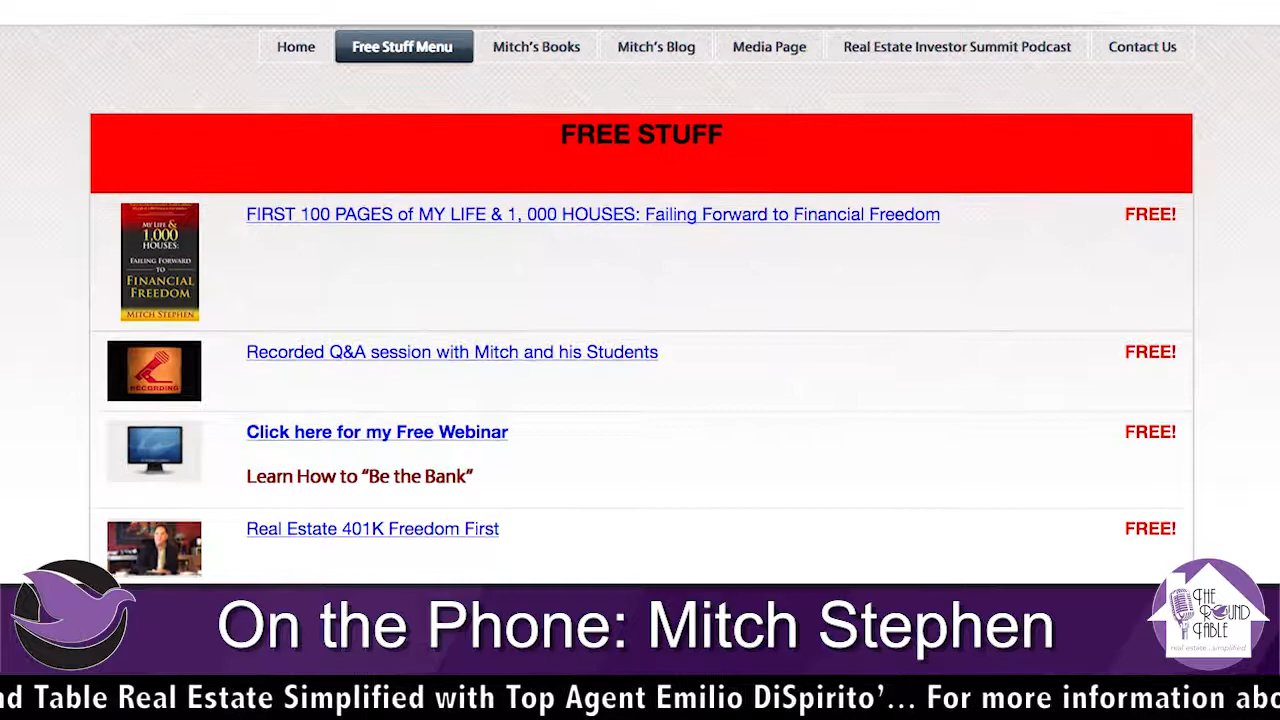 Home Free Stuff Menu Mitch's Books Mitch's Blog Media Page Real Estate Investor Summit Podcast Contact Us
FREE STUFF
FIRST 100 PAGES of MY LIFE & 1, 000 HOUSES: Failing Forward to Financial Freedom FREE!
MY LIFE &
1,000
HOUSES:
FAILING FORWARD
TO
FINANCIAL
FREEDOM
MITCH STEPHEN
Recorded Q&A session with Mitch and his Students FREE!
RECORDING
Click here for my Free Webinar FREE!
Learn How to “Be the Bank”
Real Estate 401K Freedom First FREE!
On the Phone: Mitch Stephen
THE
ROUND
TABLE
real estate...simplified.
nd Table Real Estate Simplified with Top Agent Emilio DiSpirito’... For more information abo